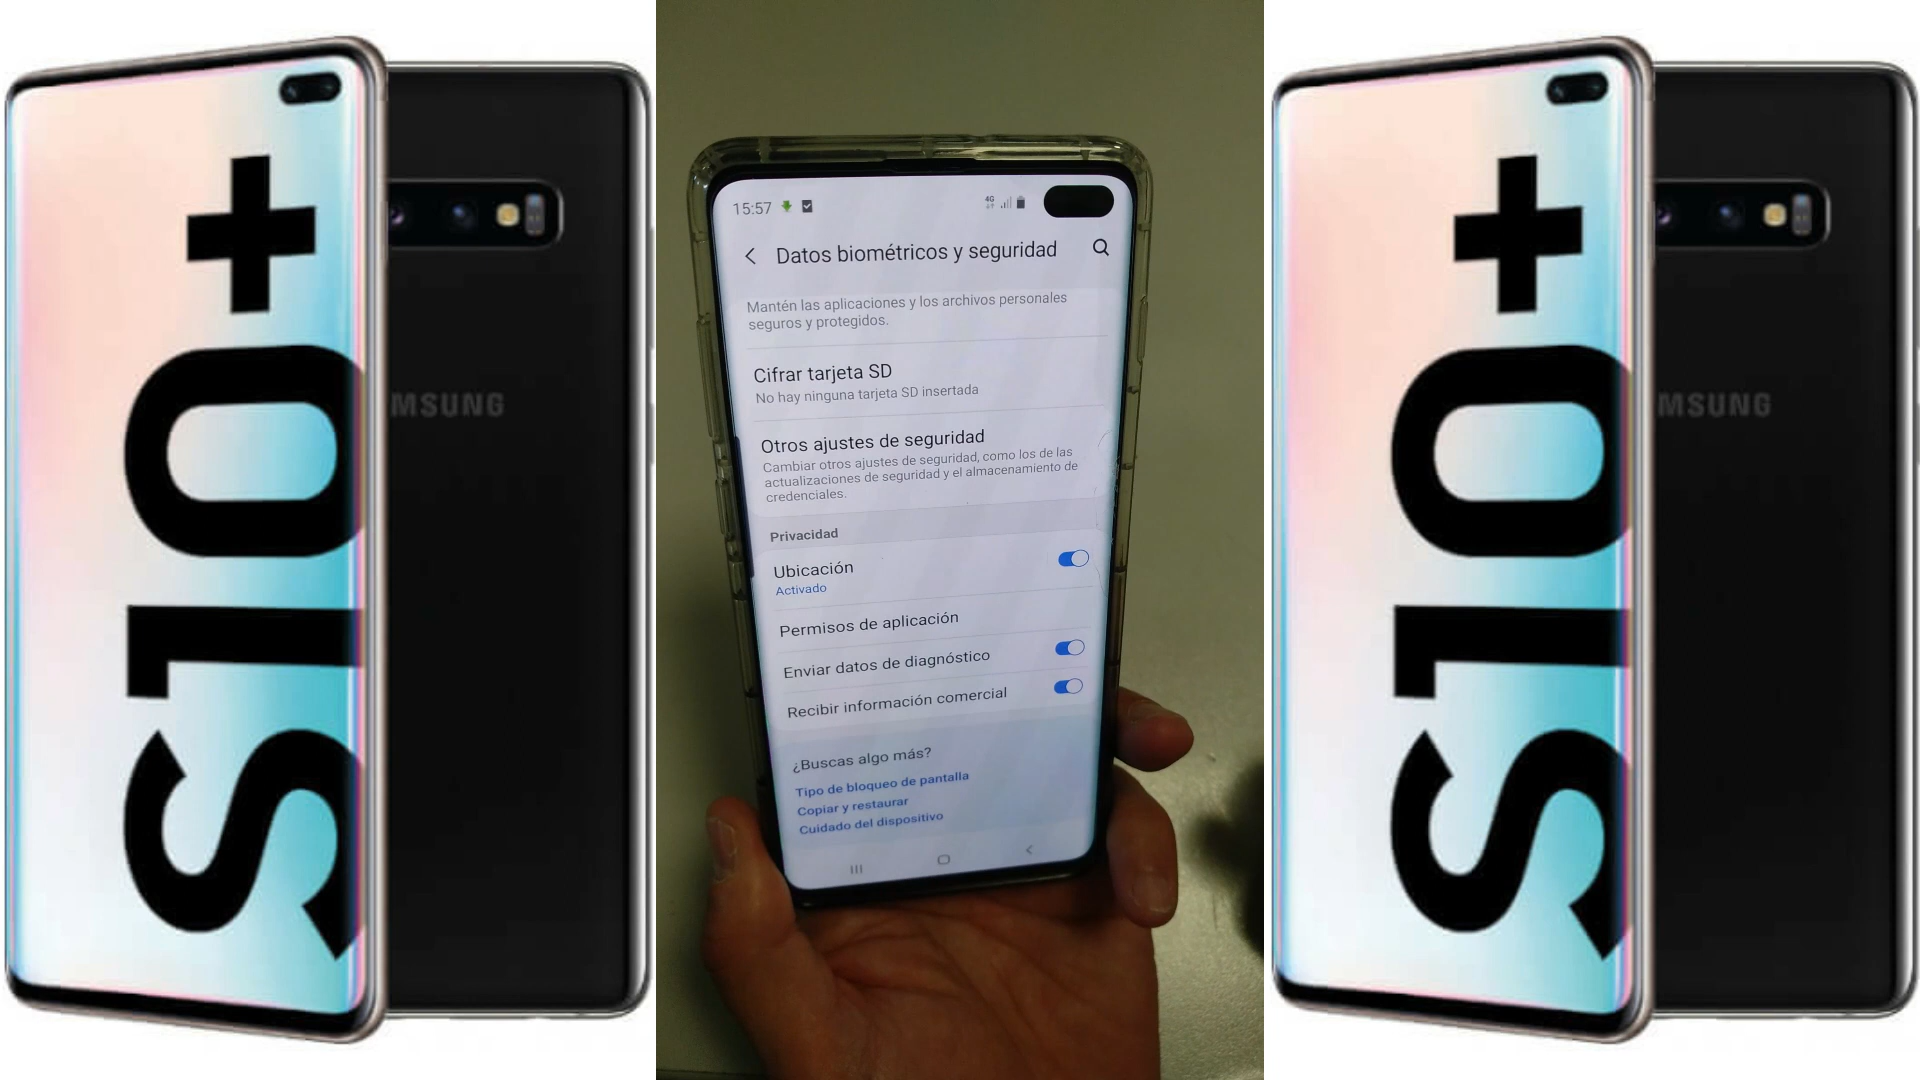 S10+
MSUNG
15:57
4G
Datos biométricos y seguridad
Mantén las aplicaciones y los archivos personales
seguros y protegidos.
Cifrar tarjeta SD
No hay ninguna tarjeta SD insertada
Otros ajustes de seguridad
Cambiar otros ajustes de seguridad, como los de las
actualizaciones de seguridad y el almacenamiento de
credenciales.
Privacidad
Ubicación
Activado
Permisos de aplicación
Enviar datos de diagnóstico
Recibir información comercial
¿Buscas algo más?
Tipo de bloqueo de pantalla
Copiar y restaurar
Cuidado del dispositivo
S10+
MSUNG